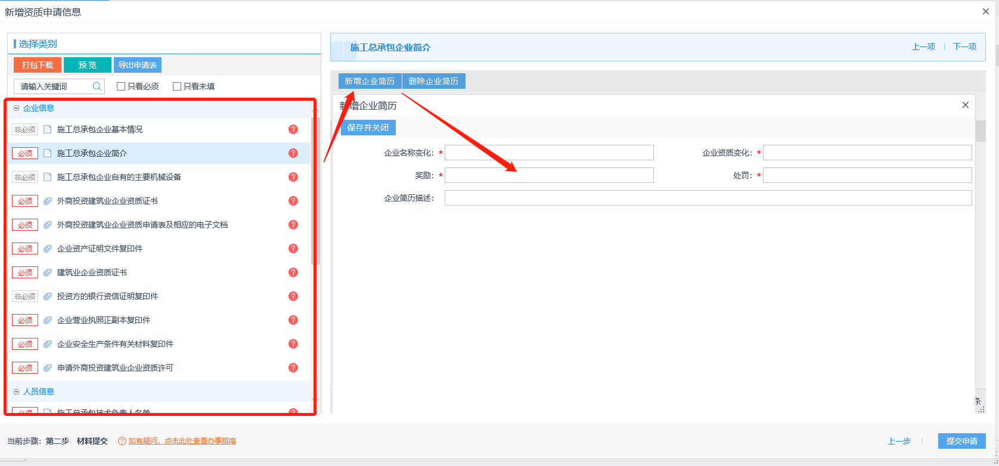 新增资质申请信息
选择类别
打包下载 预 览 导出申请表
请输入关键词 只看必须 只看未填
企业信息
非必须 施工总承包企业基本情况 ?
必须 施工总承包企业简介 ?
非必须 施工总承包企业自有的主要机械设备 ?
必须 外商投资建筑业企业资质证书 ?
必须 外商投资建筑业企业资质申请表及相应的电子文档 ?
必须 企业资产证明文件复印件 ?
必须 建筑业企业资质证书 ?
非必须 投资方的银行资信证明复印件 ?
必须 企业营业执照正副本复印件 ?
必须 企业安全生产条件有关材料复印件 ?
必须 申请外商投资建筑业企业资质许可 ?
人员信息
必须 施工总承包技术负责人名单 ?
施工总承包企业简介 上一项 下一项
新增企业简历 删除企业简历
新增企业简历
保存并关闭
企业名称变化： * 企业资质变化： *
奖励： * 处罚： *
企业简历描述：
条
当前步骤： 第二步 材料提交 ? 如有疑问，点击此处查看办事指南 上一步 提交申请